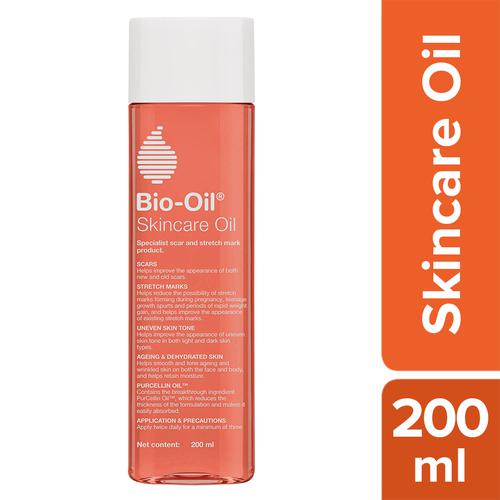 Bio-Oil®
Skincare Oil
Specialist scar and stretch mark
product.
SCARS
Helps improve the appearance of both
new and old scars.
STRETCH MARKS
Helps reduce the possibility of stretch
marks forming during pregnancy, teenage
growth spurts and periods of rapid weight
gain, and helps improve the appearance
of existing stretch marks.
UNEVEN SKIN TONE
Helps improve the appearance of uneven
skin tone in both light and dark skin
types.
AGEING & DEHYDRATED SKIN
Helps smooth and tone ageing and
wrinkled skin on both the face and body,
and helps retain moisture.
PURCELLIN OIL™
Contains the breakthrough ingredient
PurCellin Oil™, which reduces the
thickness of the formulation and makes it
easily absorbed.
APPLICATION & PRECAUTIONS
Apply twice daily for a minimum of three
Net content: 200 ml
Skincare Oil
200
ml